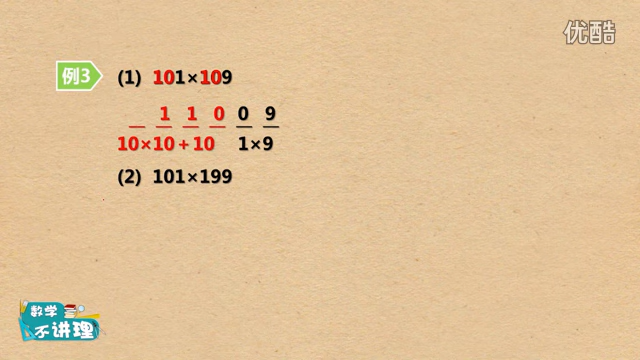 优酷
例3 (1) 101×109
_ 1 1 0 0 9
10×10+10 1×9
(2) 101×199
数学
不讲理